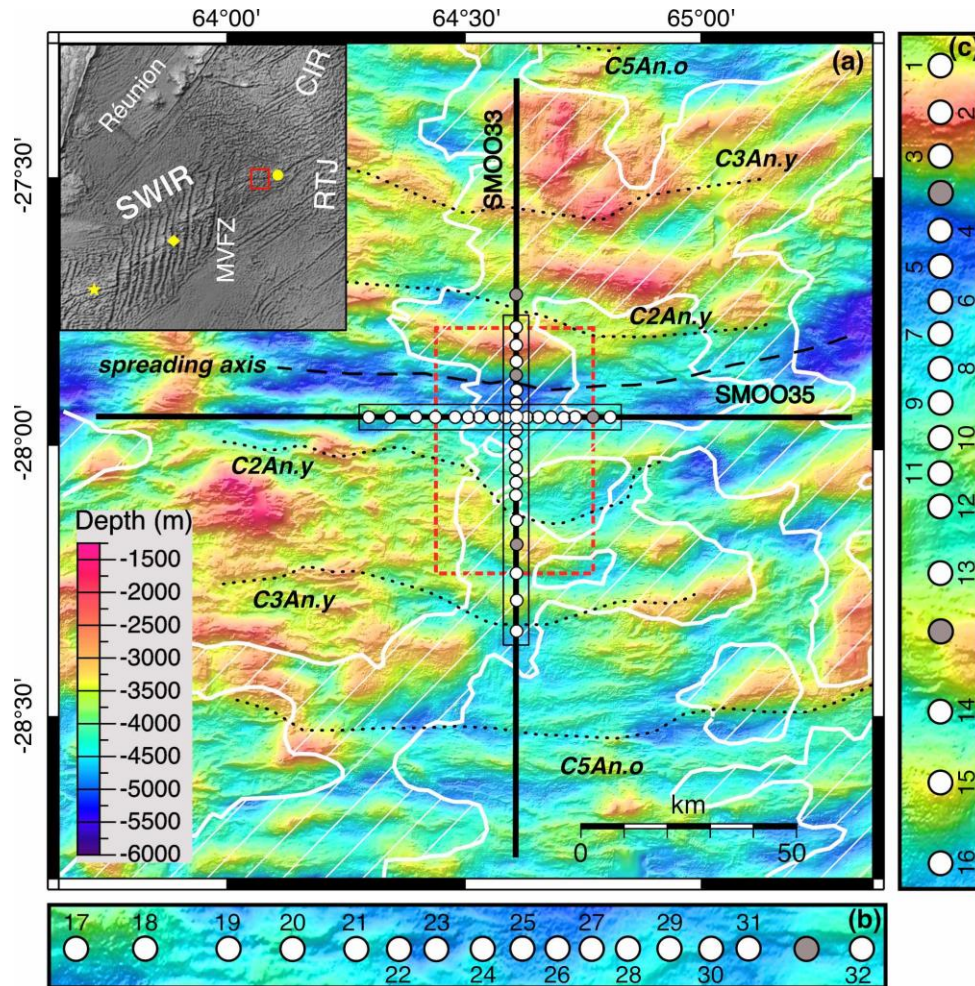 64°00' 64°30' 65°00'
(a)
C5An.o
CIR
Réunion
SMOO33
C3An.y
-27°30'
SWIR
RTJ
MVFZ
C2An.y
spreading axis
SMOO35
-28°00'
C2An.y
Depth (m)
-1500
-2000
-2500
-3000
-3500
-4000
-4500
-5000
-5500
-6000
C3An.y
-28°30'
C5An.o
km
0 50
(c)
1
2
3
4
5
6
7
8
9
10
11
12
13
14
15
16
(b)
17 18 19 20 21 23 25 27 29 31
22 24 26 28 30 32